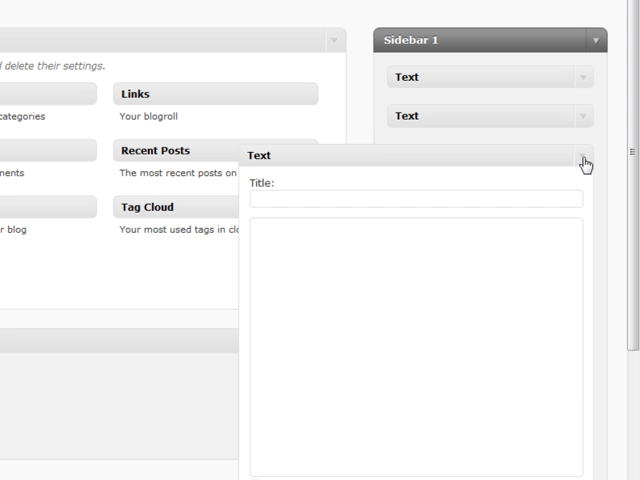 Sidebar 1
d delete their settings.
Text
Links
categories
Your blogroll
Text
Recent Posts
Text
ments
The most recent posts on
Title:
Tag Cloud
r blog
Your most used tags in clo